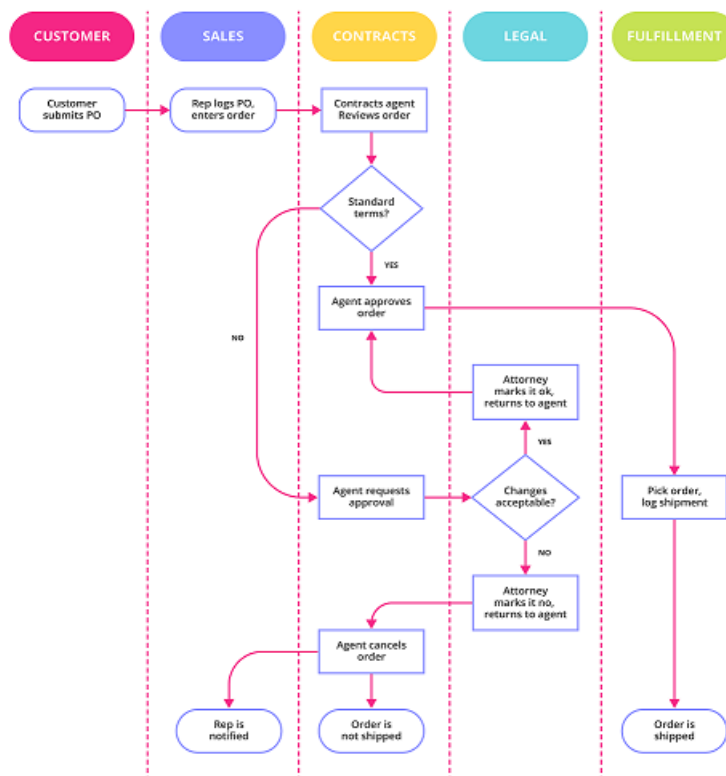 CUSTOMER
SALES
CONTRACTS
LEGAL
FULFILLMENT
Customer
submits PO
Rep logs PO,
enters order
Contracts agent
Reviews order
Standard
terms?
YES
Agent approves
order
NO
Attorney
marks it ok,
returns to agent
YES
Agent requests
approval
Changes
acceptable?
Pick order,
log shipment
NO
Attorney
marks it no,
returns to agent
Agent cancels
order
Rep is
notified
Order is
not shipped
Order is
shipped